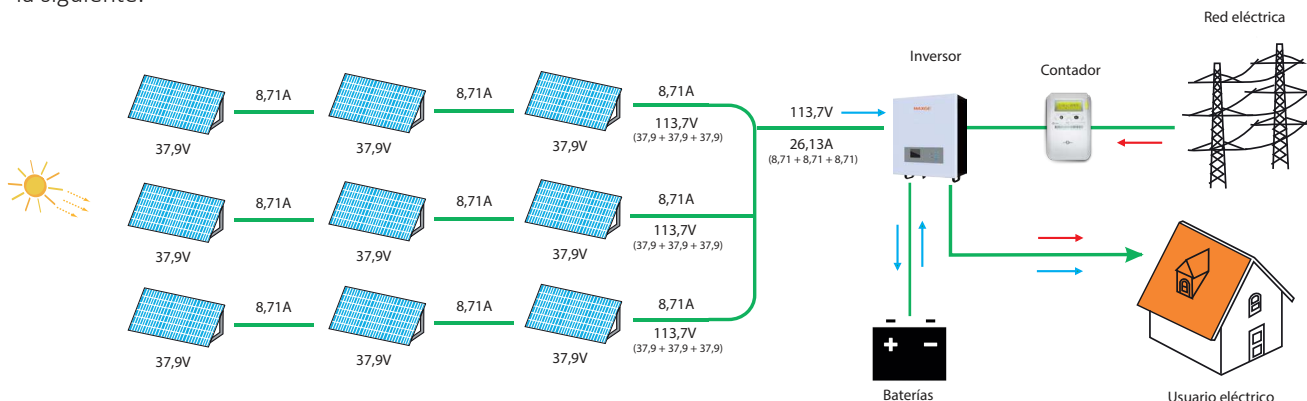 la siguiente:
Red eléctrica
Inversor
Contador
8,71A
8,71A
8,71A
113,7V
(37,9 + 37,9 + 37,9)
37,9V
37,9V
37,9V
113,7V
26,13A
(8,71 + 8,71 + 8,71)
8,71A
8,71A
8,71A
113,7V
(37,9 + 37,9 + 37,9)
37,9V
37,9V
37,9V
8,71A
8,71A
8,71A
113,7V
(37,9 + 37,9 + 37,9)
37,9V
37,9V
37,9V
+ -
Baterías
Usuario eléctrico